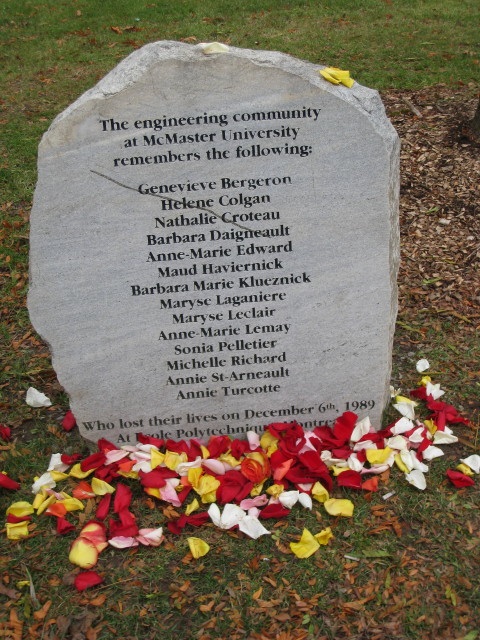 The engineering community
at McMaster University
remembers the following:
Genevieve Bergeron
Helene Colgan
Nathalie Croteau
Barbara Daigneault
Anne-Marie Edward
Maud Haviernick
Barbara Marie Klueznick
Maryse Laganiere
Maryse Leclair
Anne-Marie Lemay
Sonia Pelletier
Michelle Richard
Annie St-Arneault
Annie Turcotte
Who lost their lives on December 6th, 1989
At Ecole Polytechnique Montreal